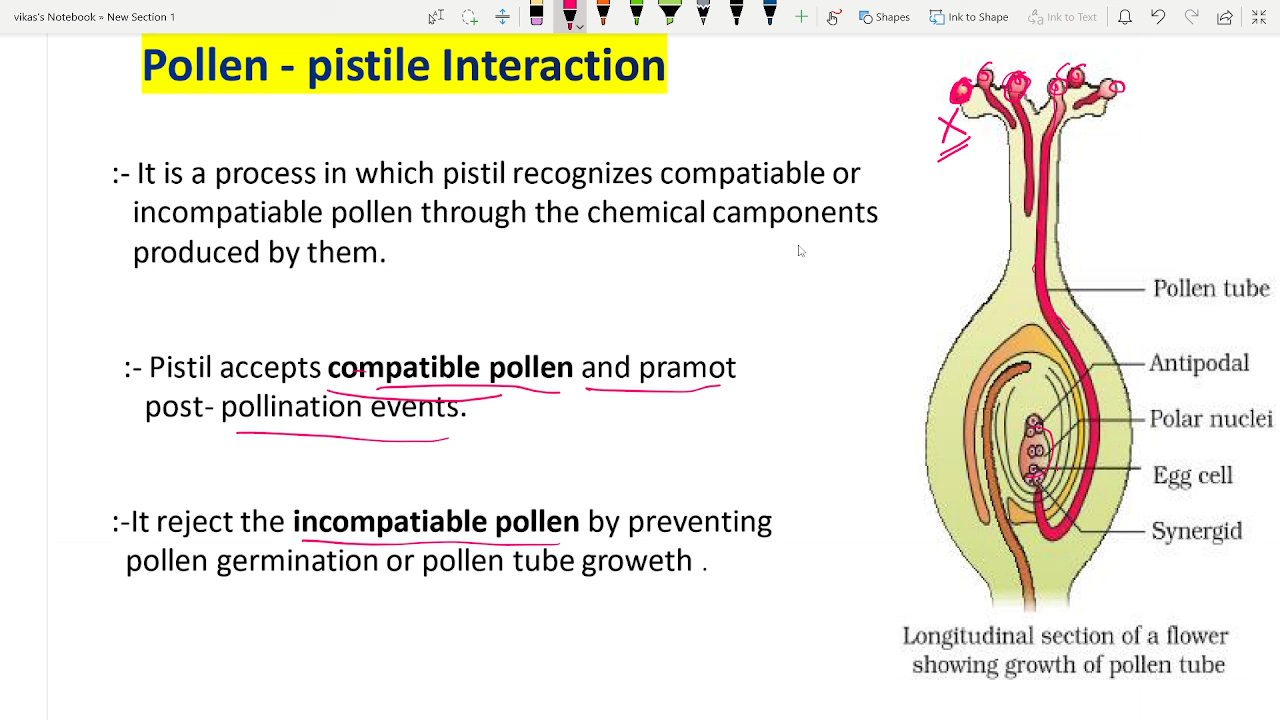 vikas's Notebook » New Section 1
Shapes
Ink to Shape
Ink to Text
Pollen - pistile Interaction
:- It is a process in which pistil recognizes compatiable or
incompatiable pollen through the chemical camponents
produced by them.
Pollen tube
:- Pistil accepts compatible pollen and pramot
post- pollination events.
Antipodal
Polar nuclei
Egg cell
:-It reject the incompatiable pollen by preventing
pollen germination or pollen tube groweth .
Synergid
Longitudinal section of a flower
showing growth of pollen tube